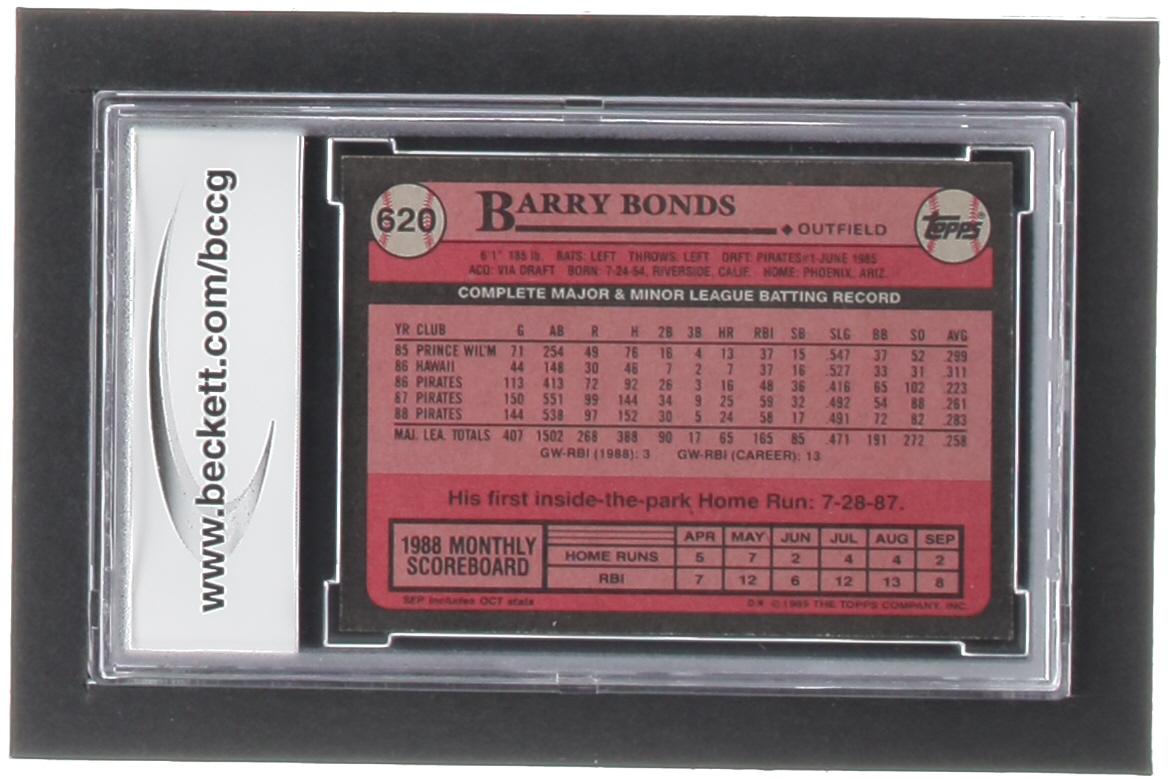 www.beckett.com/bccg
620 BARRY BONDS
OUTFIELD
TOPPS®
6'1" 185 lb. BATS: LEFT THROWS: LEFT DRFT: PIRATES #1-JUNE 1985
ACQ: VIA DRAFT BORN: 7-24-64, RIVERSIDE, CALIF. HOME: PHOENIX, ARIZ.
COMPLETE MAJOR & MINOR LEAGUE BATTING RECORD
YR CLUB G AB R H 2B 3B HR RBI SB SLG BB SO AVG
85 PRINCE WIL'M 71 254 49 76 16 4 13 37 15 .547 37 52 .299
86 HAWAII 44 148 30 46 7 2 7 37 16 .527 33 31 .311
86 PIRATES 113 413 72 92 26 3 16 48 36 .416 65 102 .223
87 PIRATES 150 551 99 144 34 9 25 59 32 .492 54 88 .261
88 PIRATES 144 538 97 152 30 5 24 58 17 .491 72 82 .283
MAJ. LEA. TOTALS 407 1502 268 388 90 17 65 165 85 .471 191 272 .258
GW-RBI (1988): 3 GW-RBI (CAREER): 13
His first inside-the-park Home Run: 7-28-87.
1988 MONTHLY
SCOREBOARD
APR MAY JUN JUL AUG SEP
HOME RUNS 5 7 2 4 4 2
RBI 7 12 6 12 13 8
SEP includes OCT stats
D* © 1989 THE TOPPS COMPANY, INC.